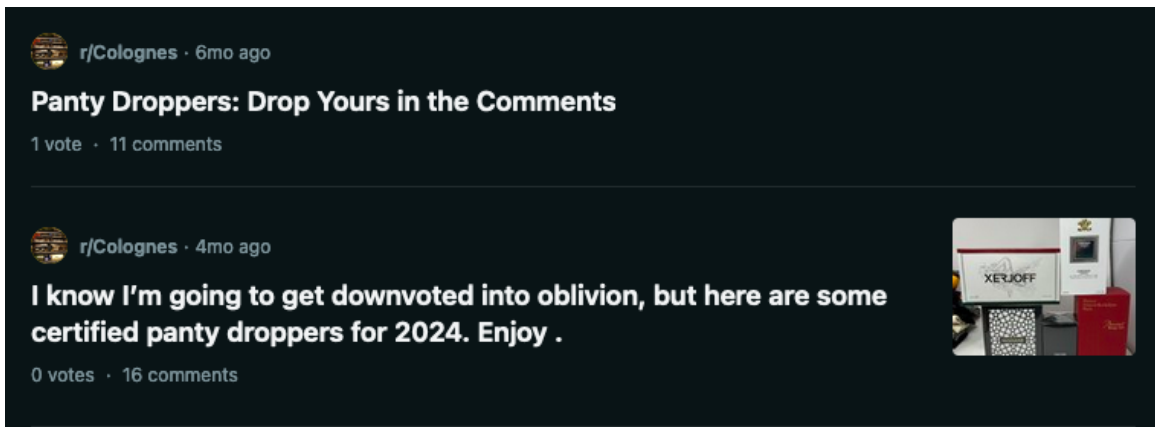 r/Colognes · 6mo ago
Panty Droppers: Drop Yours in the Comments
1 vote · 11 comments
r/Colognes · 4mo ago
I know I’m going to get downvoted into oblivion, but here are some
certified panty droppers for 2024. Enjoy .
XERJOFF
0 votes · 16 comments